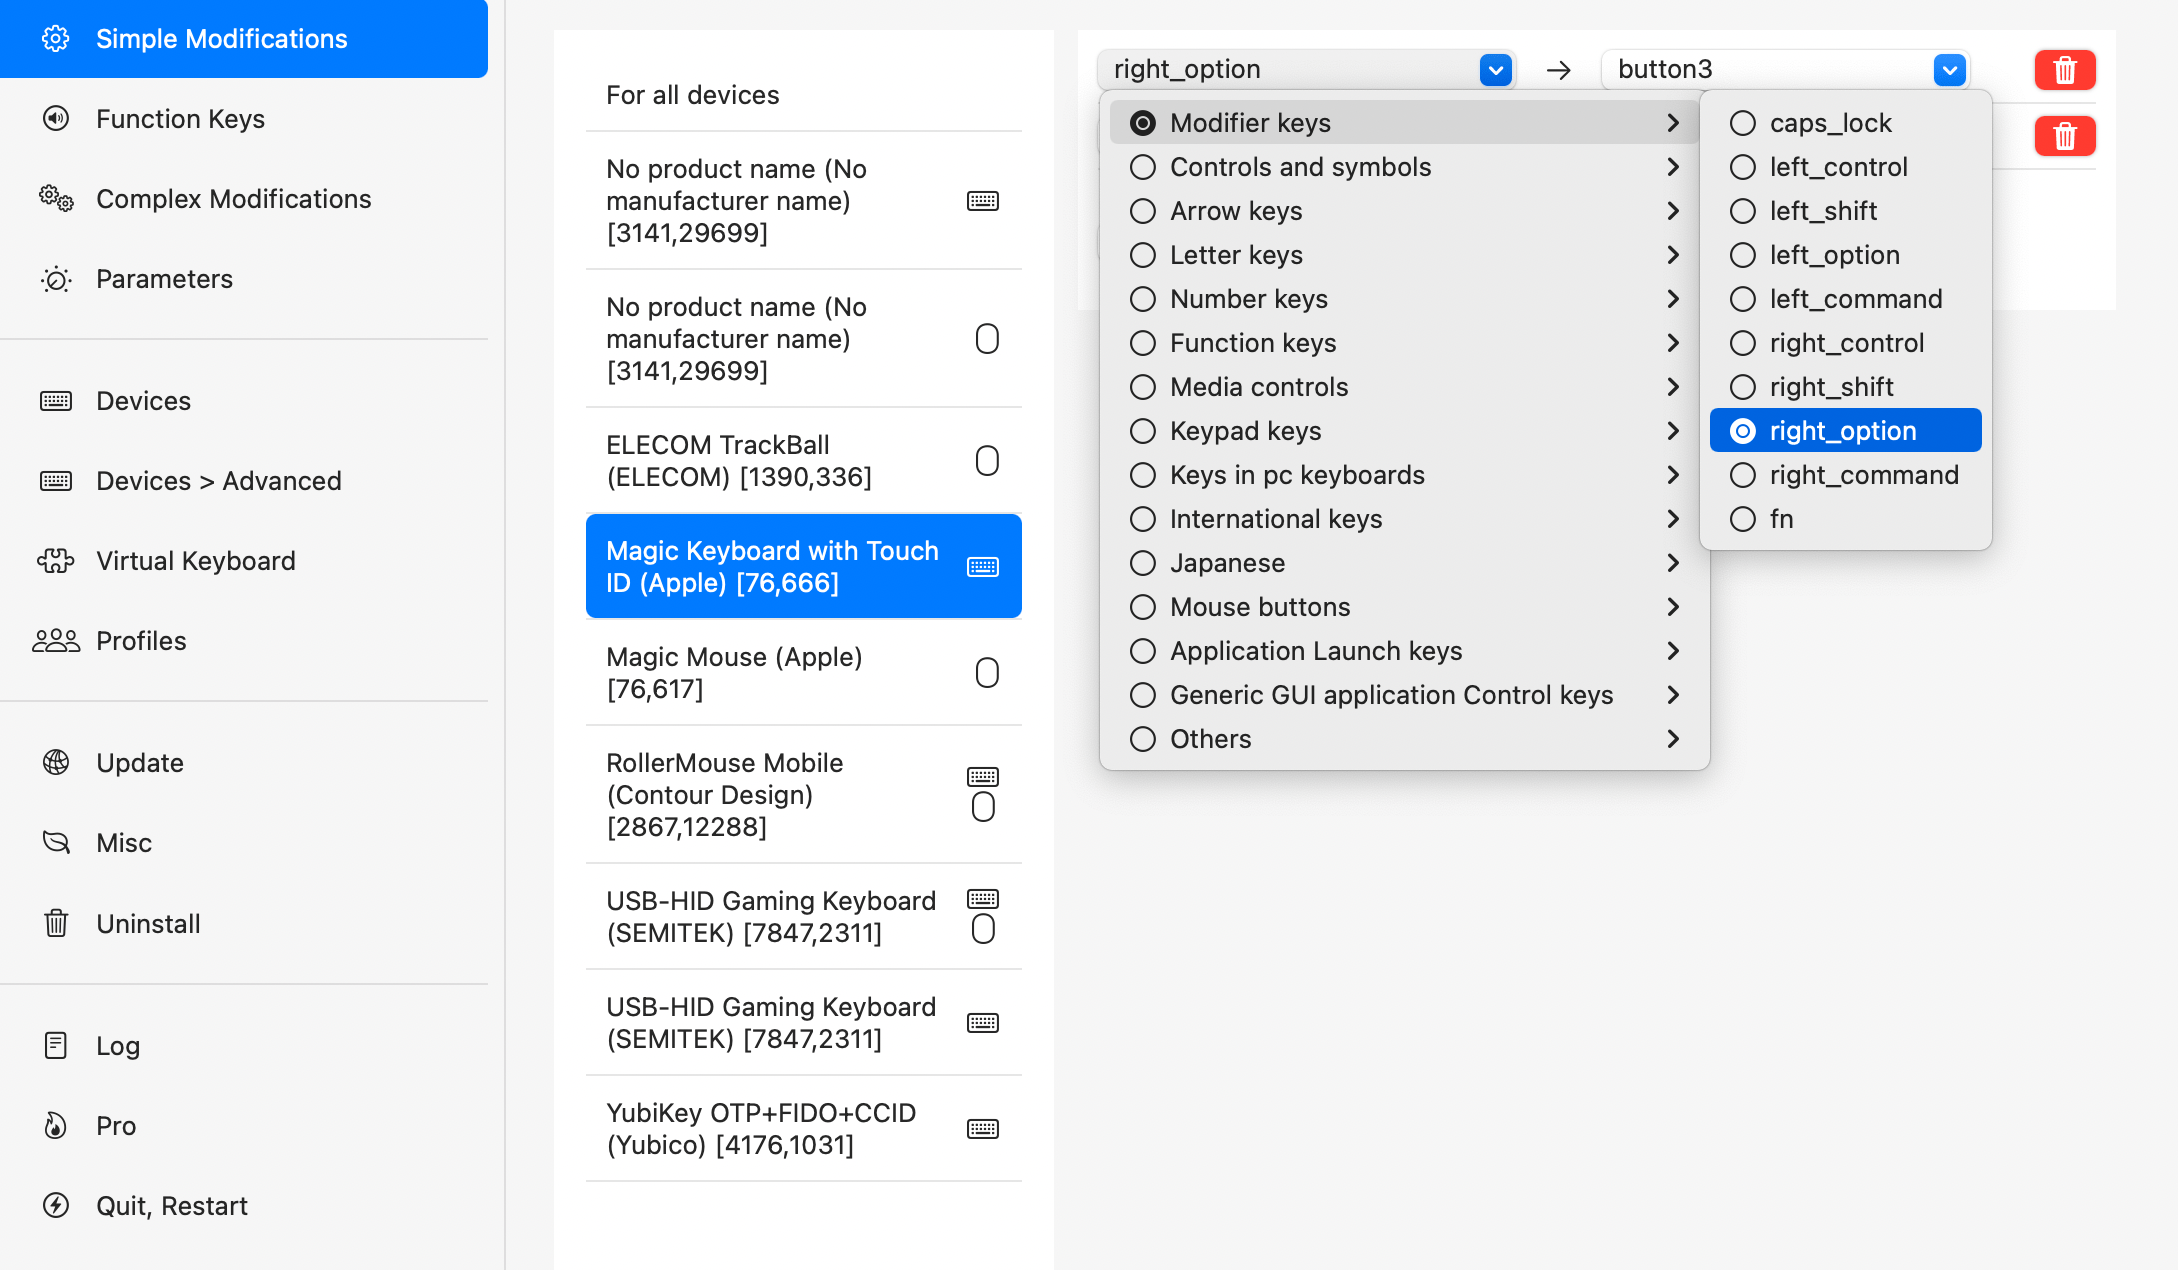 Simple Modifications
Function Keys
Complex Modifications
Parameters
Devices
Devices > Advanced
Virtual Keyboard
Profiles
Update
Misc
Uninstall
Log
Pro
Quit, Restart
For all devices
No product name (No
manufacturer name)
[3141,29699]
No product name (No
manufacturer name)
[3141,29699]
ELECOM TrackBall
(ELECOM) [1390,336]
Magic Keyboard with Touch
ID (Apple) [76,666]
Magic Mouse (Apple)
[76,617]
RollerMouse Mobile
(Contour Design)
[2867,12288]
USB-HID Gaming Keyboard
(SEMITEK) [7847,2311]
USB-HID Gaming Keyboard
(SEMITEK) [7847,2311]
YubiKey OTP+FIDO+CCID
(Yubico) [4176,1031]
right_option → button3
Modifier keys
Controls and symbols
Arrow keys
Letter keys
Number keys
Function keys
Media controls
Keypad keys
Keys in pc keyboards
International keys
Japanese
Mouse buttons
Application Launch keys
Generic GUI application Control keys
Others
caps_lock
left_control
left_shift
left_option
left_command
right_control
right_shift
right_option
right_command
fn